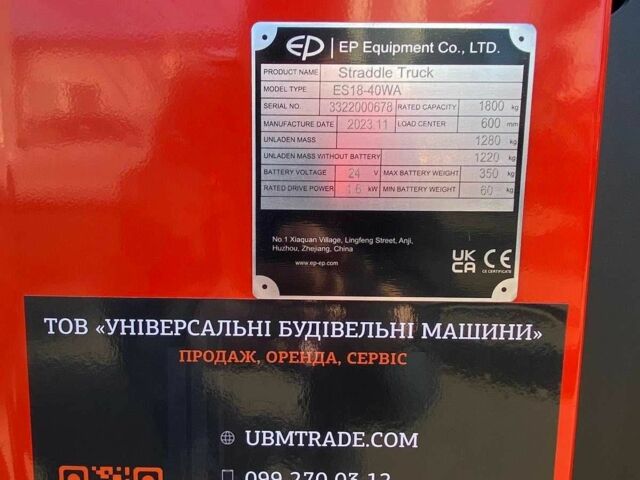 EP | EP Equipment Co., LTD.
PRODUCT NAME Straddle Truck
MODEL TYPE ES18-40WA
SERIAL NO. 3322000678 RATED CAPACITY 1800 kg
MANUFACTURE DATE 2023.11 LOAD CENTER 600 mm
UNLADEN MASS 1280 kg
UNLADEN MASS WITHOUT BATTERY 1220 kg
BATTERY VOLTAGE 24 V MAX BATTERY WEIGHT 350 kg
RATED DRIVE POWER 1.6 kW MIN BATTERY WEIGHT 60 kg
No.1 Xiaquan Village, Lingfeng Street, Anji,
Huzhou, Zhejiang, China
www.ep-ep.com
UK CA CE
CE CERTIFICATE
ТОВ «УНІВЕРСАЛЬНІ БУДІВЕЛЬНІ МАШИНИ»
ПРОДАЖ, ОРЕНДА, СЕРВІС
UBMTRADE.COM
099 270 03 12